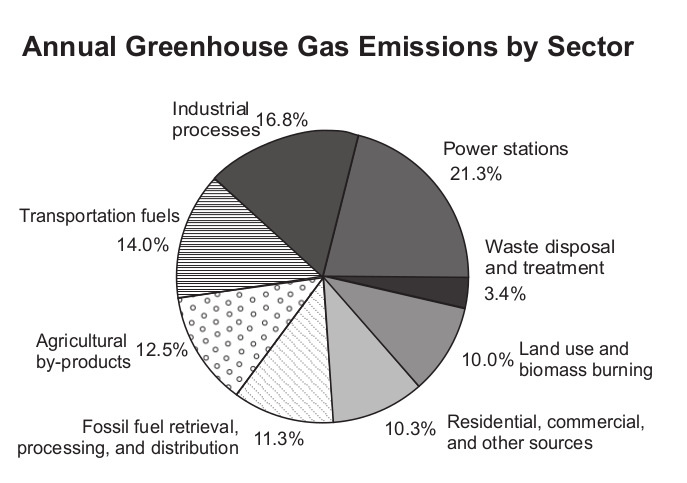 Annual Greenhouse Gas Emissions by Sector
Industrial
processes 16.8%
Power stations
21.3%
Transportation fuels
14.0%
Waste disposal
and treatment
3.4%
Agricultural
by-products
12.5%
10.0%
Land use and
biomass burning
Fossil fuel retrieval,
processing, and distribution
11.3%
10.3%
Residential, commercial,
and other sources